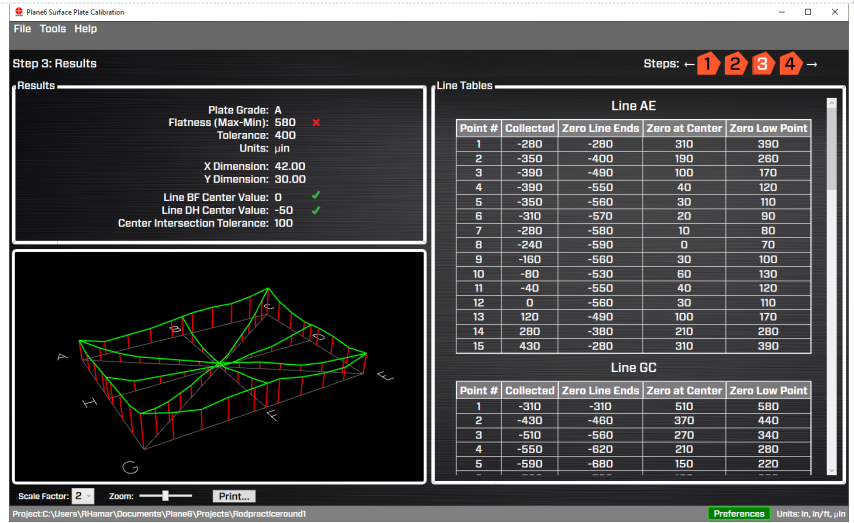 Plane6 Surface Plate Calibration
File Tools Help
Step 3: Results
Steps: ← 1 2 3 4 →
Results
Plate Grade: A
Flatness (Max-Min): 580
Tolerance: 400
Units: µin
X Dimension: 42.00
Y Dimension: 30.00
Line BF Center Value: 0
Line DH Center Value: -50
Center Intersection Tolerance: 100
A
B
C
D
E
F
G
H
Line Tables
Line AE
Point # Collected Zero Line Ends Zero at Center Zero Low Point
1 -280 -280 310 390
2 -350 -400 190 260
3 -390 -490 100 170
4 -390 -550 40 120
5 -350 -560 30 110
6 -310 -570 20 90
7 -280 -580 10 80
8 -240 -590 0 70
9 -160 -560 30 100
10 -80 -530 60 130
11 -40 -550 40 120
12 0 -560 30 110
13 120 -490 100 170
14 280 -380 210 280
15 430 -280 310 390
Line GC
Point # Collected Zero Line Ends Zero at Center Zero Low Point
1 -310 -310 510 580
2 -430 -460 370 440
3 -510 -560 270 340
4 -550 -620 210 280
5 -590 -680 150 220
Scale Factor: 2 Zoom: Print...
Project:C:\Users\RHamar\Documents\Plane6\Projects\Rodpracticeround1
Preferences Units: in, in/ft, µin